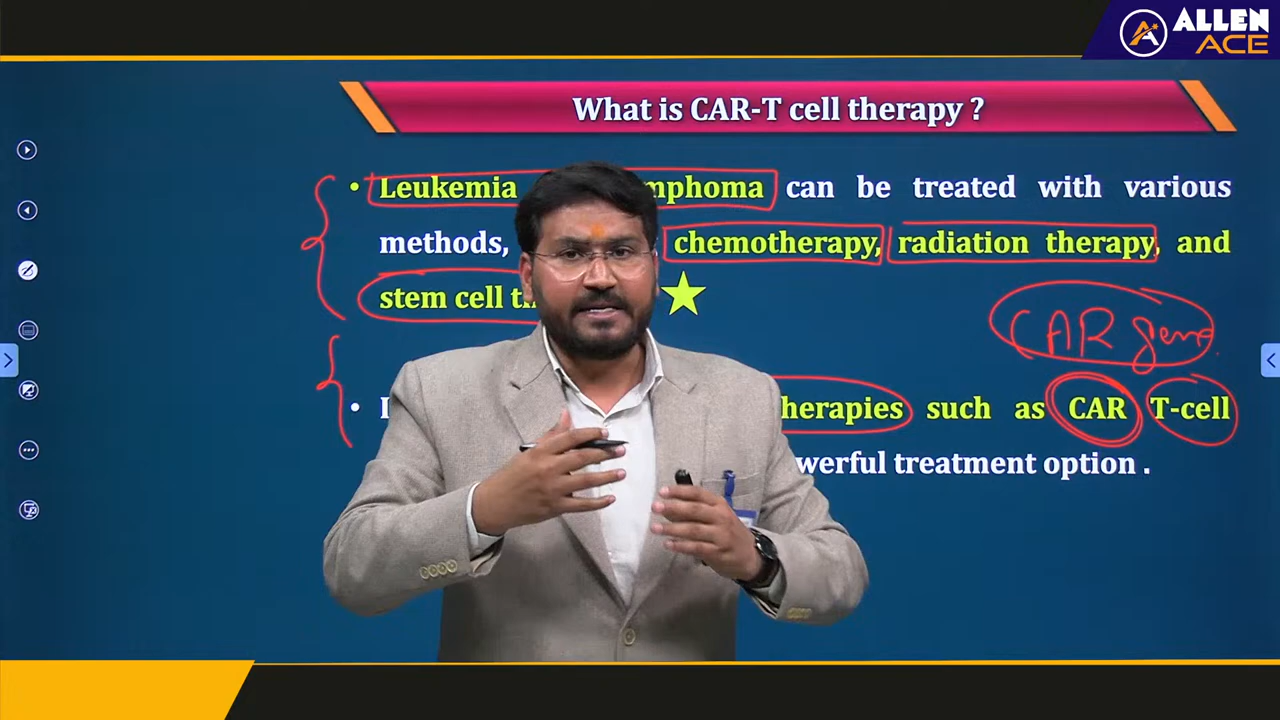 ALLEN
ACE
What is CAR-T cell therapy ?
• Leukemia mphoma can be treated with various
methods, chemotherapy, radiation therapy, and
stem cell
CAR gene
• herapies such as CAR T-cell
werful treatment option .